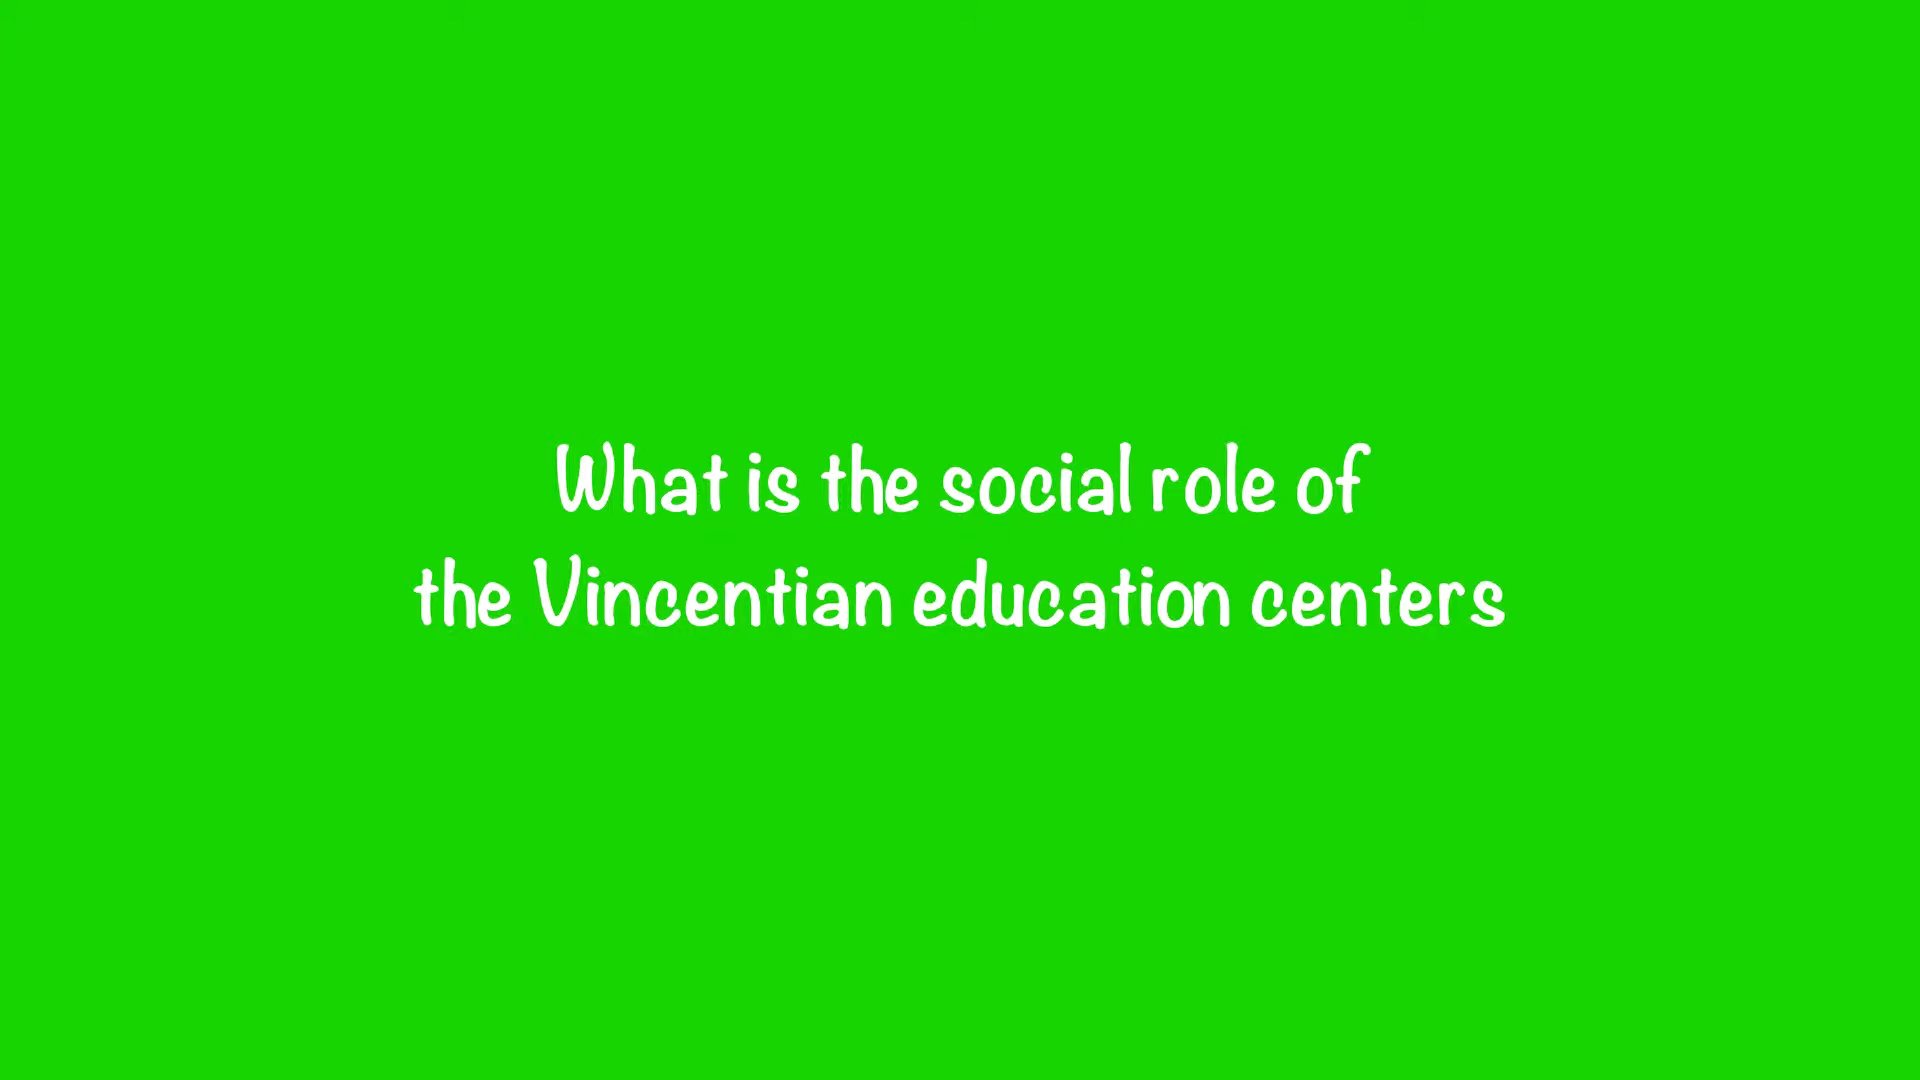 What is the social role of
the Vincentian education centers